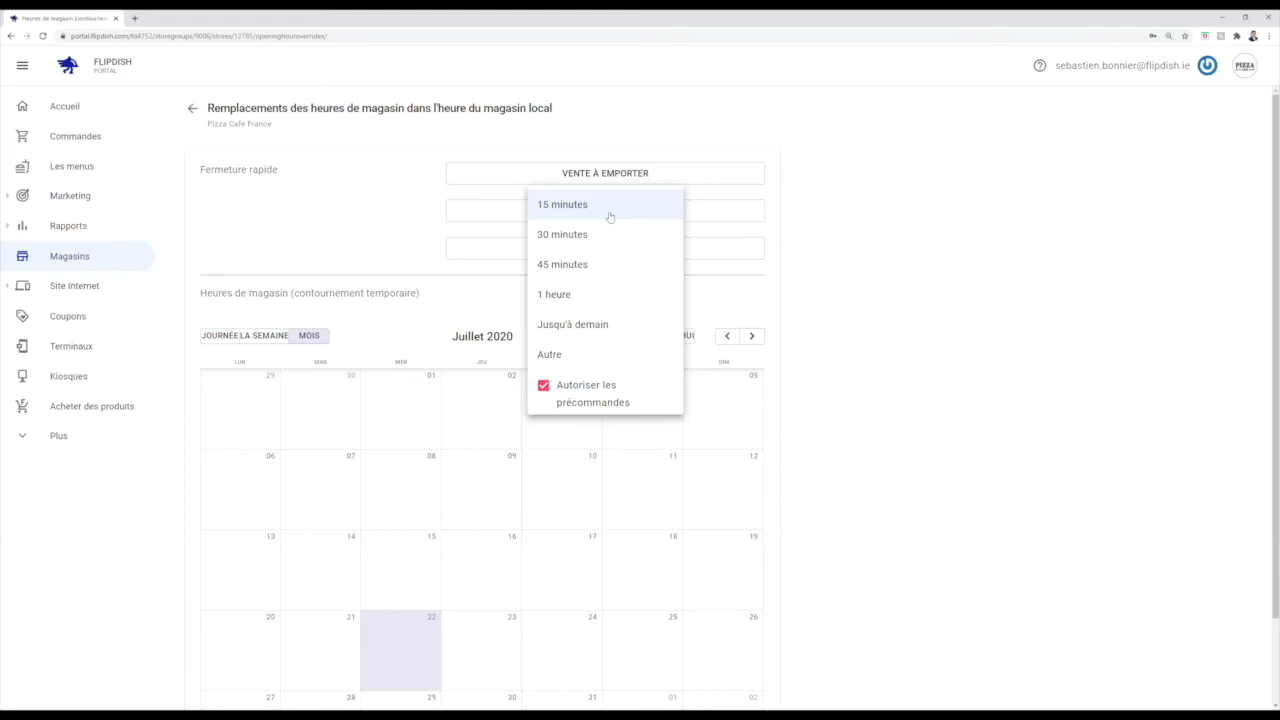 Heures de magasin (contournem
portal.flipdish.com/fd4752/storegroups/9006/stores/12785/openinghouroverrides/
FLIPDISH
PORTAL
sebastien.bonnier@flipdish.ie
PIZZA
Accueil
Commandes
Les menus
Marketing
Rapports
Magasins
Site Internet
Coupons
Terminaux
Kiosques
Acheter des produits
Plus
Remplacements des heures de magasin dans l'heure du magasin local
Pizza Cafe France
Fermeture rapide
VENTE À EMPORTER
15 minutes
30 minutes
45 minutes
1 heure
Jusqu'à demain
Autre
Autoriser les
précommandes
Heures de magasin (contournement temporaire)
JOURNÉE LA SEMAINE MOIS
Juillet 2020
HUI
LUN MAR MER JEU DIM
29 30 01 02 05
06 07 08 09 10 11 12
13 14 15 16 17 18 19
20 21 22 23 24 25 26
27 28 29 30 31 01 02